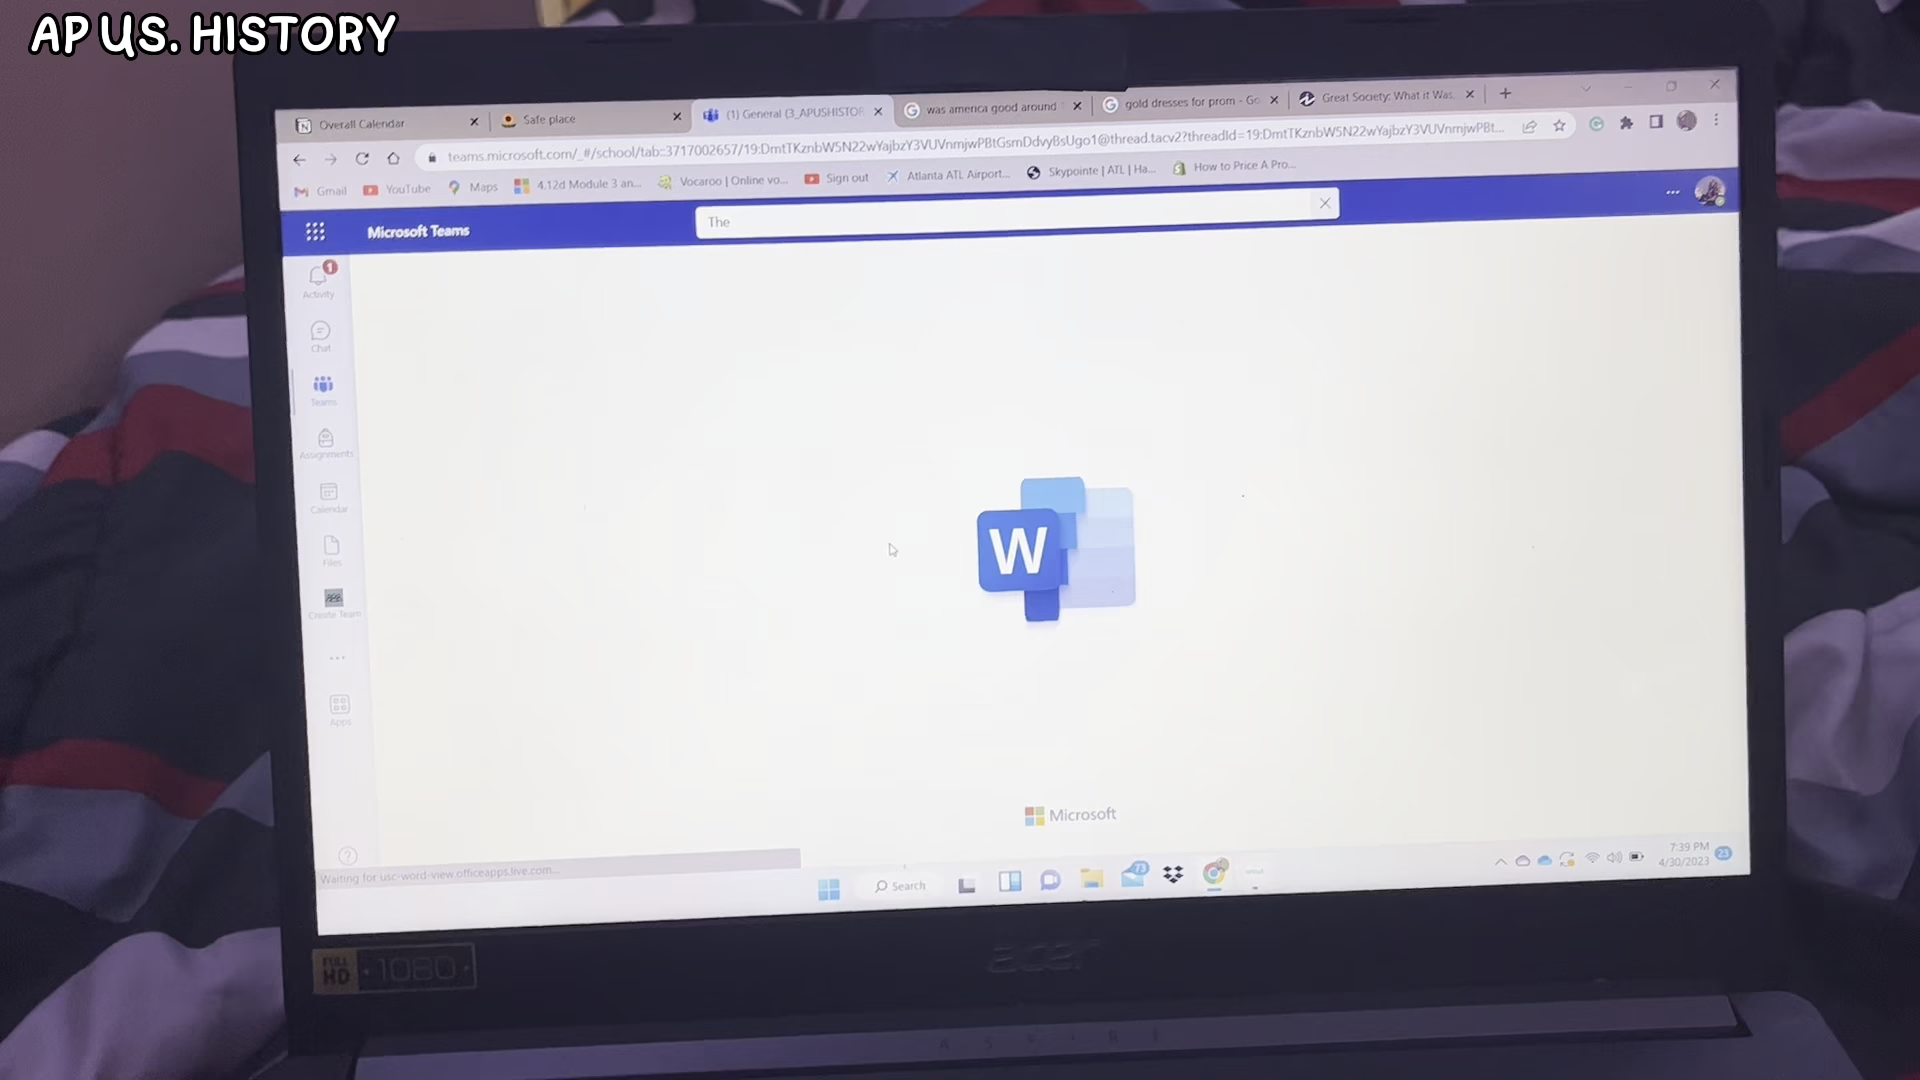 AP US. HISTORY
Overall Calendar
Safe place
(1) General (3_APUSHISTOR
was america good around
gold dresses for prom - Go
Great Society: What it Was,
teams.microsoft.com/_#/school/tab::3717002657/19:DmtTKznbW5N22wYajbzY3VUVnmjwPBtGsmDdvyBsUgo1@thread.tacv2?threadId=19:DmtTKznbW5N22wYajbzY3VUVnmjwPBt...
Gmail
YouTube
Maps
4.12d Module 3 an...
Vocaroo | Online vo...
Sign out
Atlanta ATL Airport...
Skypointe | ATL | Ha...
How to Price A Pro...
Microsoft Teams
The
1
Activity
Chat
Teams
Assignments
Calendar
Files
Create Team
Apps
W
Microsoft
Waiting for usc-word-view.officeapps.live.com...
Search
73
7:39 PM
4/30/2023
23
acer
FULL
HD
1080